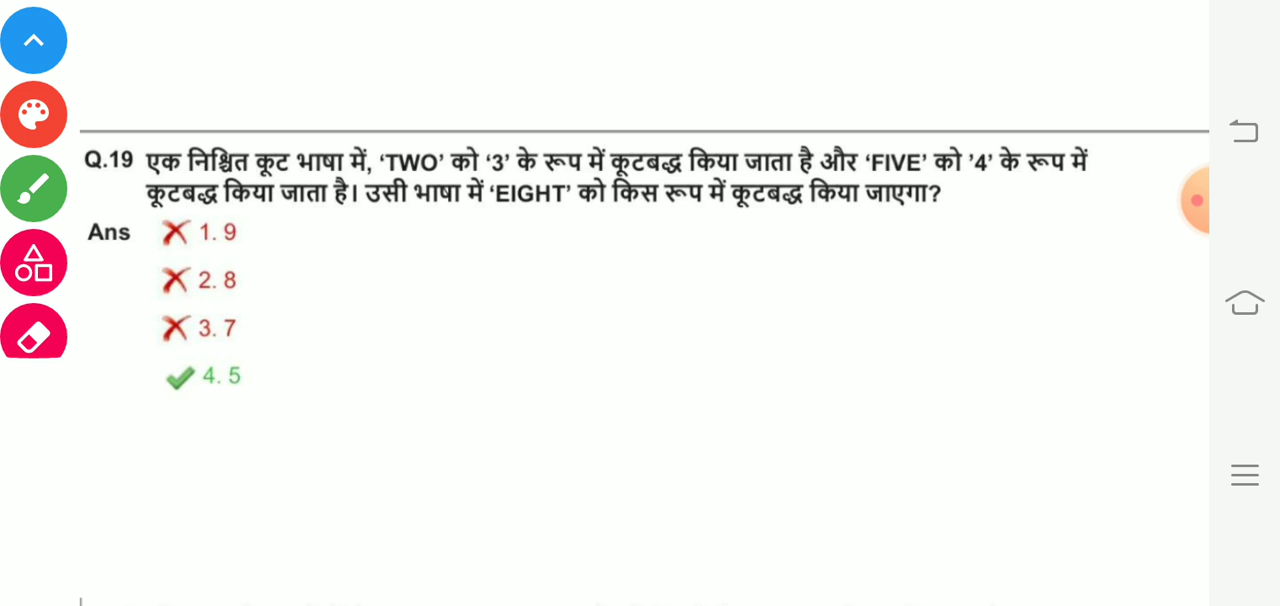 Q.19 एक निश्चित कूट भाषा में, ‘TWO’ को ‘3’ के रूप में कूटबद्ध किया जाता है और ‘FIVE’ को ’4’ के रूप में
कूटबद्ध किया जाता है। उसी भाषा में ‘EIGHT’ को किस रूप में कूटबद्ध किया जाएगा?
Ans 1. 9
2. 8
3. 7
4. 5